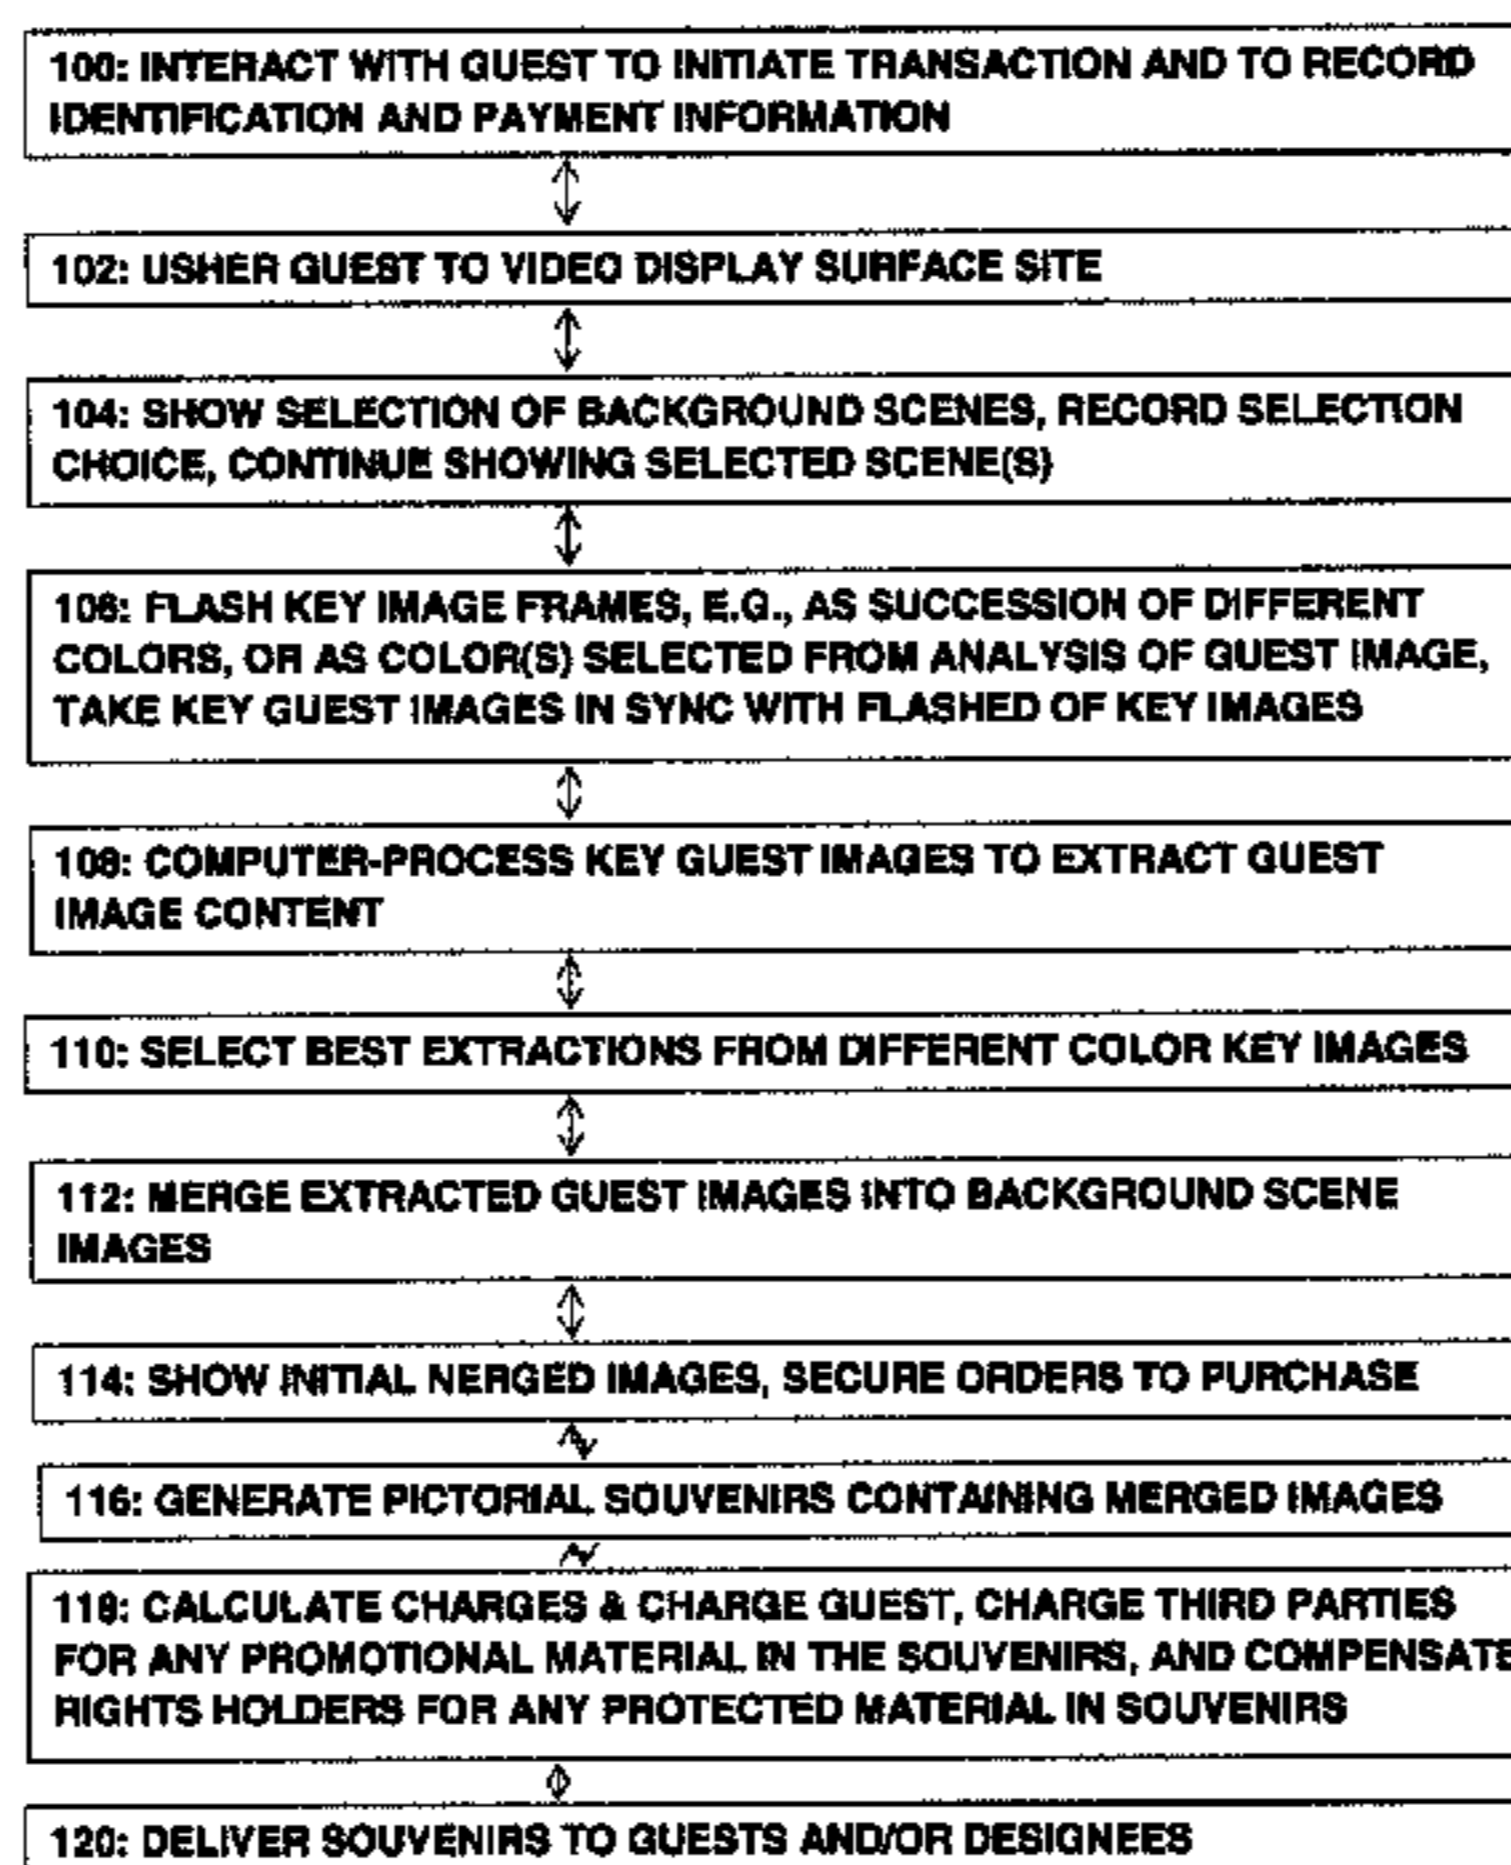 100: INTERACT WITH GUEST TO INITIATE TRANSACTION AND TO RECORD
IDENTIFICATION AND PAYMENT INFORMATION
102: USHER GUEST TO VIDEO DISPLAY SURFACE SITE
104: SHOW SELECTION OF BACKGROUND SCENES, RECORD SELECTION
CHOICE, CONTINUE SHOWING SELECTED SCENE(S)
106: FLASH KEY IMAGE FRAMES, E.G., AS SUCCESSION OF DIFFERENT
COLORS, OR AS COLOR(S) SELECTED FROM ANALYSIS OF GUEST IMAGE,
TAKE KEY GUEST IMAGES IN SYNC WITH FLASHED OF KEY IMAGES
108: COMPUTER-PROCESS KEY GUEST IMAGES TO EXTRACT GUEST
IMAGE CONTENT
110: SELECT BEST EXTRACTIONS FROM DIFFERENT COLOR KEY IMAGES
112: MERGE EXTRACTED GUEST IMAGES INTO BACKGROUND SCENE
IMAGES
114: SHOW INITIAL NERGED IMAGES, SECURE ORDERS TO PURCHASE
116: GENERATE PICTORIAL SOUVENIRS CONTAINING MERGED IMAGES
118: CALCULATE CHARGES & CHARGE GUEST, CHARGE THIRD PARTIES
FOR ANY PROMOTIONAL MATERIAL IN THE SOUVENIRS, AND COMPENSATE
RIGHTS HOLDERS FOR ANY PROTECTED MATERIAL IN SOUVENIRS
120: DELIVER SOUVENIRS TO GUESTS AND/OR DESIGNEES